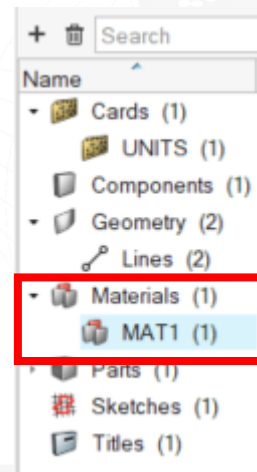 Search
Name
Cards (1)
UNITS (1)
Components (1)
Geometry (2)
Lines (2)
Materials (1)
MAT1 (1)
Parts (1)
Sketches (1)
Titles (1)